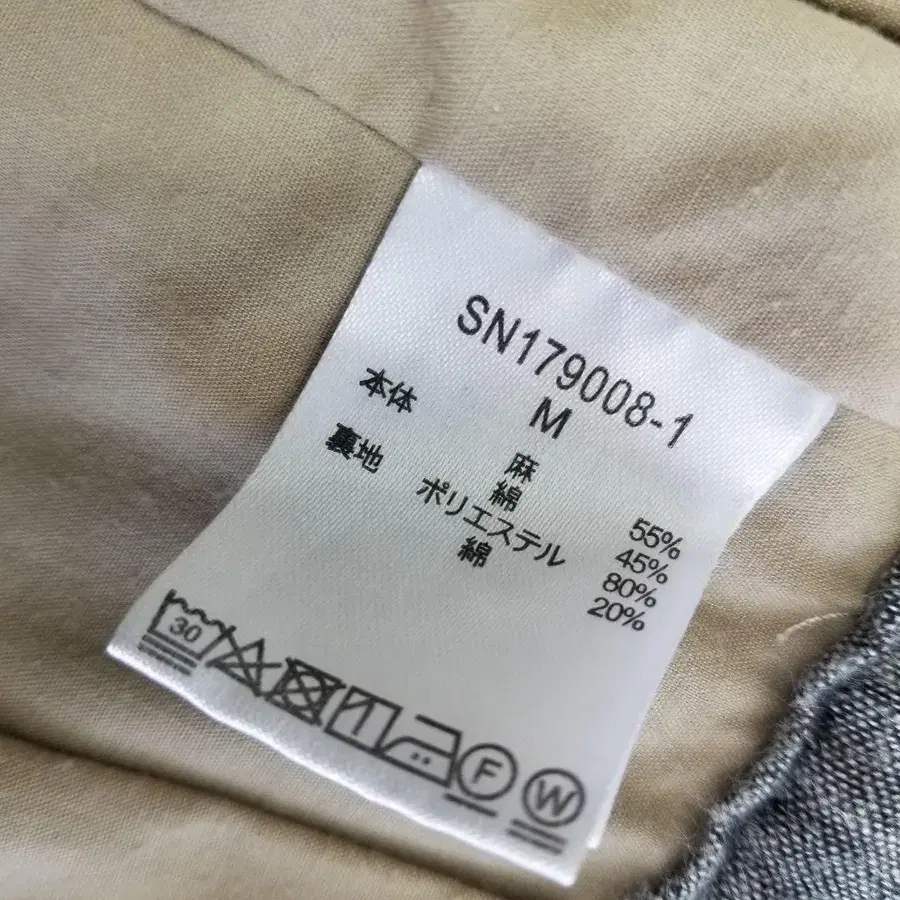 SN179008-1
M
本体 麻 55%
綿 45%
裏地 ポリエステル 80%
綿 20%
30
F
W